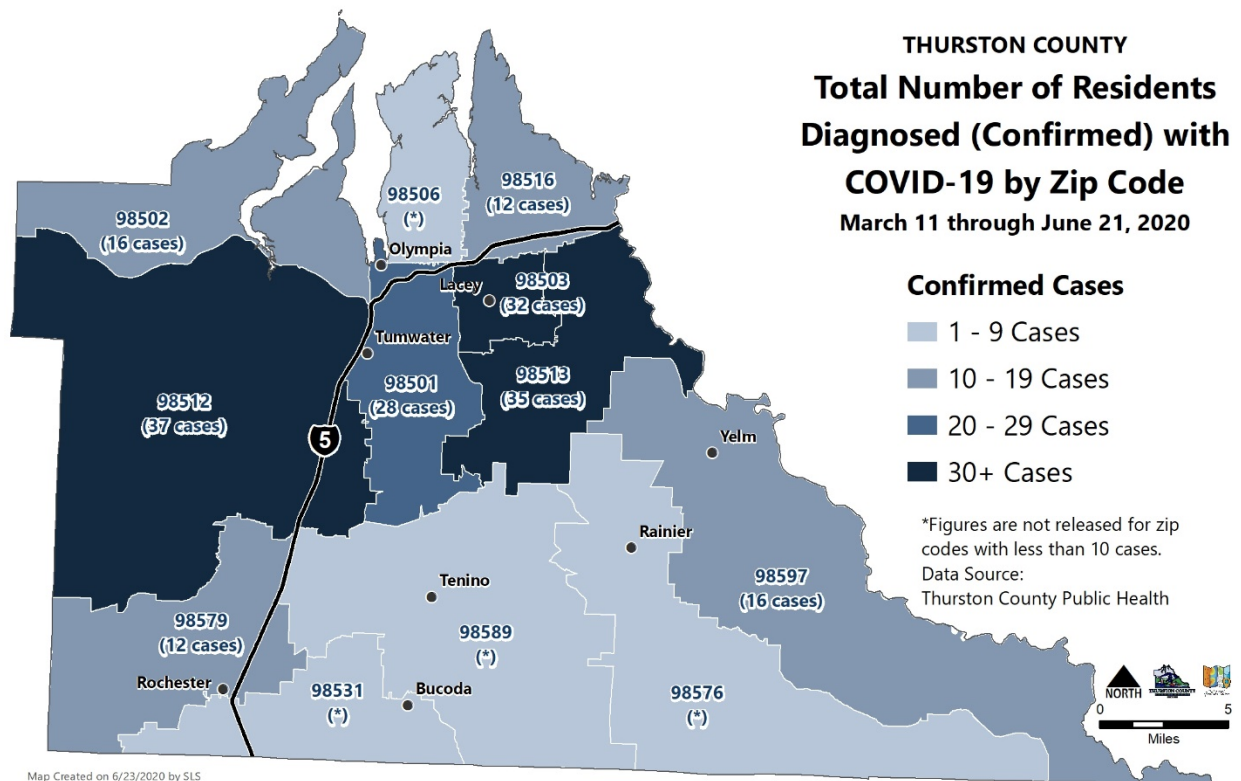 THURSTON COUNTY
Total Number of Residents
Diagnosed (Confirmed) with
COVID-19 by Zip Code
March 11 through June 21, 2020
98506
(*)
98516
(12 cases)
98502
(16 cases)
Olympia
Lacey
98503
(32 cases)
Tumwater
98501
(28 cases)
98513
(35 cases)
98512
(37 cases)
5
Yelm
Rainier
Tenino
98597
(16 cases)
98579
(12 cases)
98589
(*)
Rochester
98531
(*)
Bucoda
98576
(*)
Confirmed Cases
1 - 9 Cases
10 - 19 Cases
20 - 29 Cases
30+ Cases
*Figures are not released for zip
codes with less than 10 cases.
Data Source:
Thurston County Public Health
NORTH
THURSTON COUNTY
0 5
Miles
Map Created on 6/23/2020 by SLS